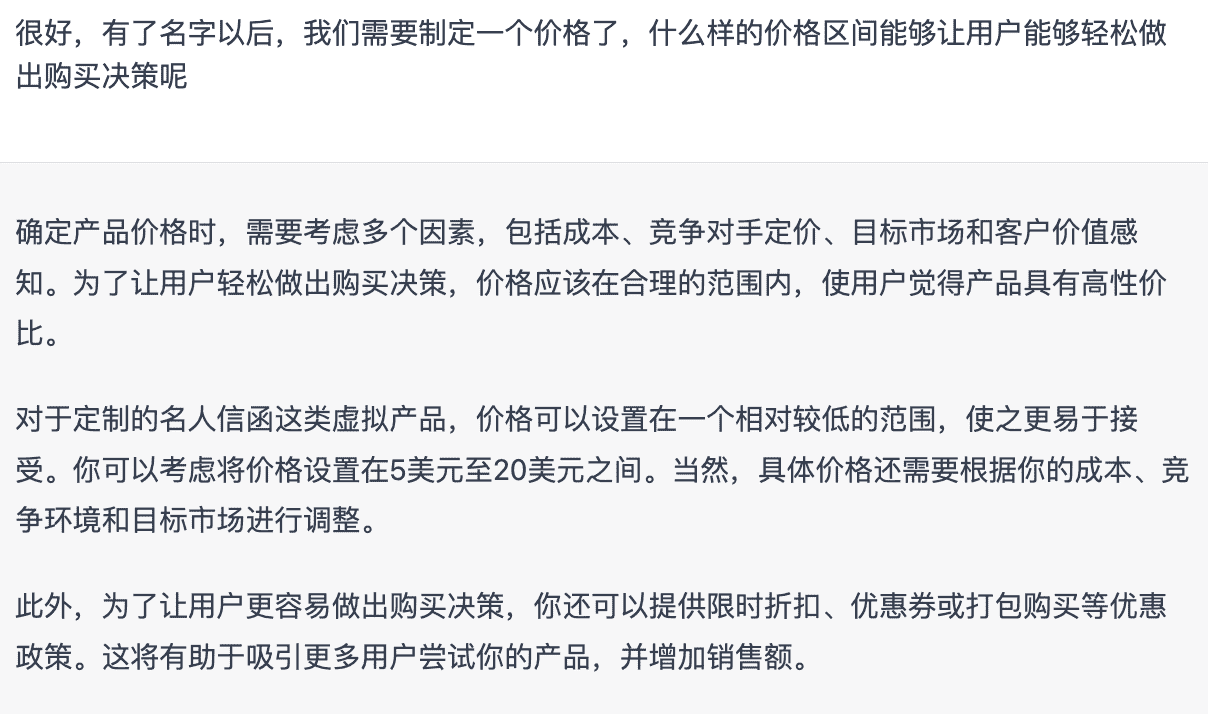 很好，有了名字以后，我们需要制定一个价格了，什么样的价格区间能够让用户能够轻松做
出购买决策呢
确定产品价格时，需要考虑多个因素，包括成本、竞争对手定价、目标市场和客户价值感
知。为了让用户轻松做出购买决策，价格应该在合理的范围内，使用户觉得产品具有高性价
比。
对于定制的名人信函这类虚拟产品，价格可以设置在一个相对较低的范围，使之更易于接
受。你可以考虑将价格设置在5美元至20美元之间。当然，具体价格还需要根据你的成本、竞
争环境和目标市场进行调整。
此外，为了让用户更容易做出购买决策，你还可以提供限时折扣、优惠券或打包购买等优惠
政策。这将有助于吸引更多用户尝试你的产品，并增加销售额。